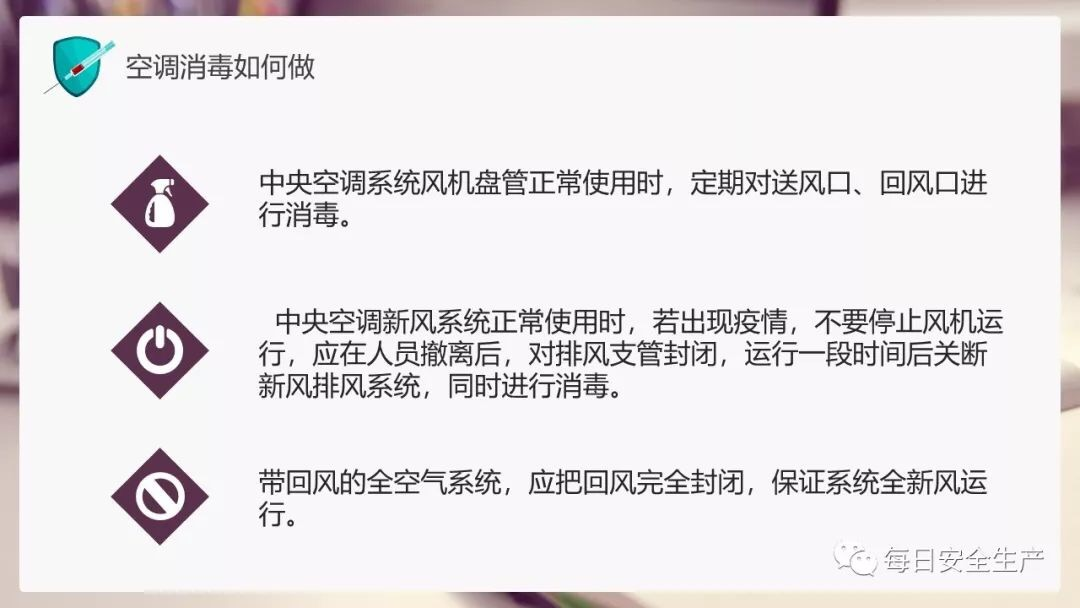 空调消毒如何做
中央空调系统风机盘管正常使用时，定期对送风口、回风口进
行消毒。
中央空调新风系统正常使用时，若出现疫情，不要停止风机运
行，应在人员撤离后，对排风支管封闭，运行一段时间后关断
新风排风系统，同时进行消毒。
带回风的全空气系统，应把回风完全封闭，保证系统全新风运
行。
每日安全生产